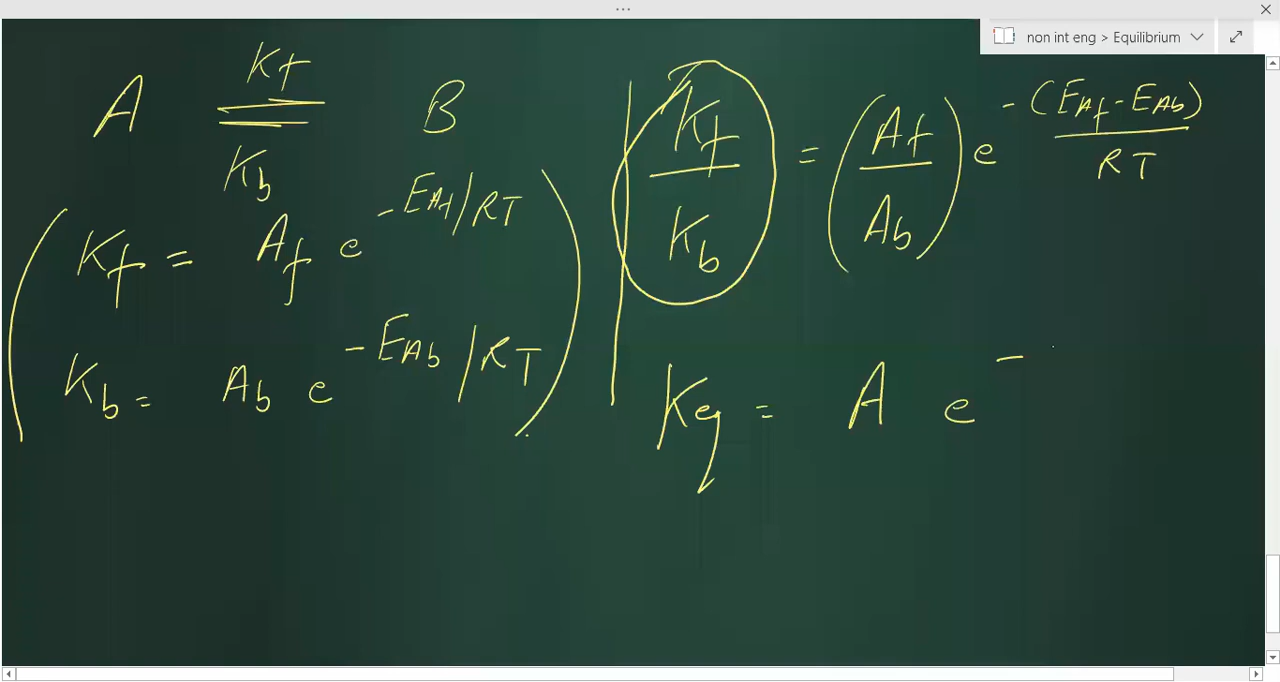 non int eng > Equilibrium
A ⇌ B
Kf
Kb
Kf = Af e^-EAf/RT
Kb = Ab e^-EAb/RT
Kf/Kb = (Af/Ab) e^-(EAf-EAb)/RT
Keq = A e^-